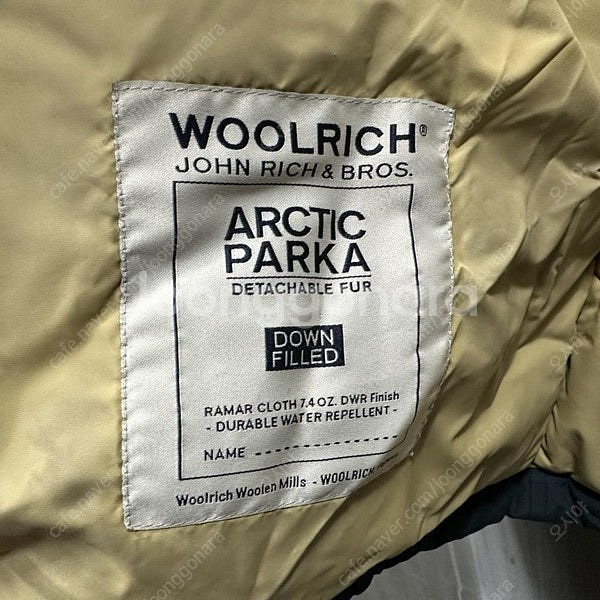 WOOLRICH®
JOHN RICH & BROS.
ARCTIC
PARKA
DETACHABLE FUR
DOWN
FILLED
RAMAR CLOTH 7.4 OZ. DWR Finish
- DURABLE WATER REPELLENT -
NAME
Woolrich Woolen Mills - WOOLRICH
joonggonara
cafe.naver.com/joonggonara